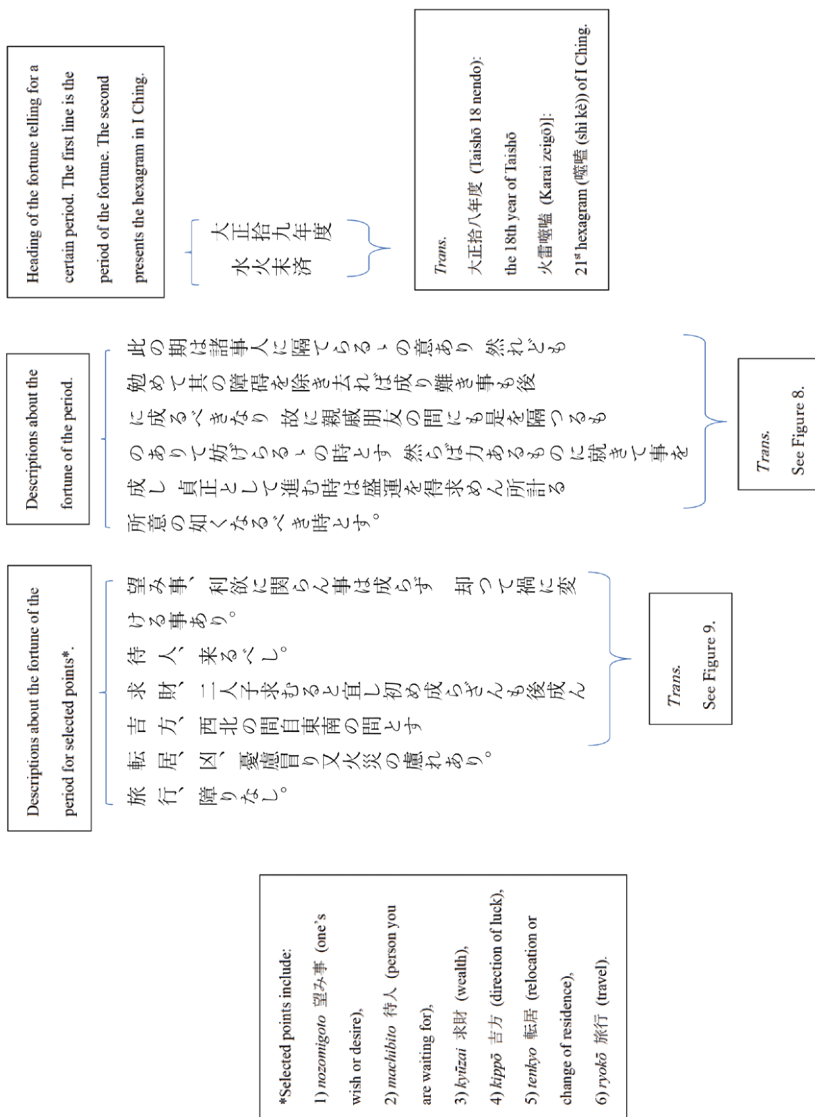 Heading of the fortune telling for a
certain period. The first line is the
period of the fortune. The second
presents the hexagram in I Ching.
大正拾九年度
水火末済
Trans.
大正拾八年度 (Taishō 18 nendo):
the 18th year of Taishō
火雷噬嗑 (Karai zeigō)]:
21st hexagram (噬嗑 (shì kè)) of I Ching.
Descriptions about the
fortune of the period.
此の期は諸事人に隔てらるゝの意あり 然れども
勉めて其の障碍を除き去れば成り難き事も後
に成るべきなり 故に親戚朋友の間にも是を隔つるも
のありて妨げらるゝの時とす 然らば力あるものに就きて事を
成し 貞正として進む時は盛運を得求めん所計る
所意の如くなるべき時とす。
Trans.
See Figure 8.
Descriptions about the fortune of the
period for selected points*.
望み事、利欲に関らん事は成らず 却つて禍に変
ける事あり。
待人、来るべし。
求財、二人子求むると宜し初め成らざんも後成ん
吉方、西北の間自東南の間とす
転居、凶、憂慮冒り又火災の慮れあり。
旅行、障りなし。
Trans.
See Figure 9.
*Selected points include:
1) nozomigoto 望み事 (one's
wish or desire),
2) machibito 待人 (person you
are waiting for),
3) kyūzai 求財 (wealth),
4) kippō 吉方 (direction of luck),
5) tenkyo 転居 (relocation or
change of residence),
6) ryokō 旅行 (travel).